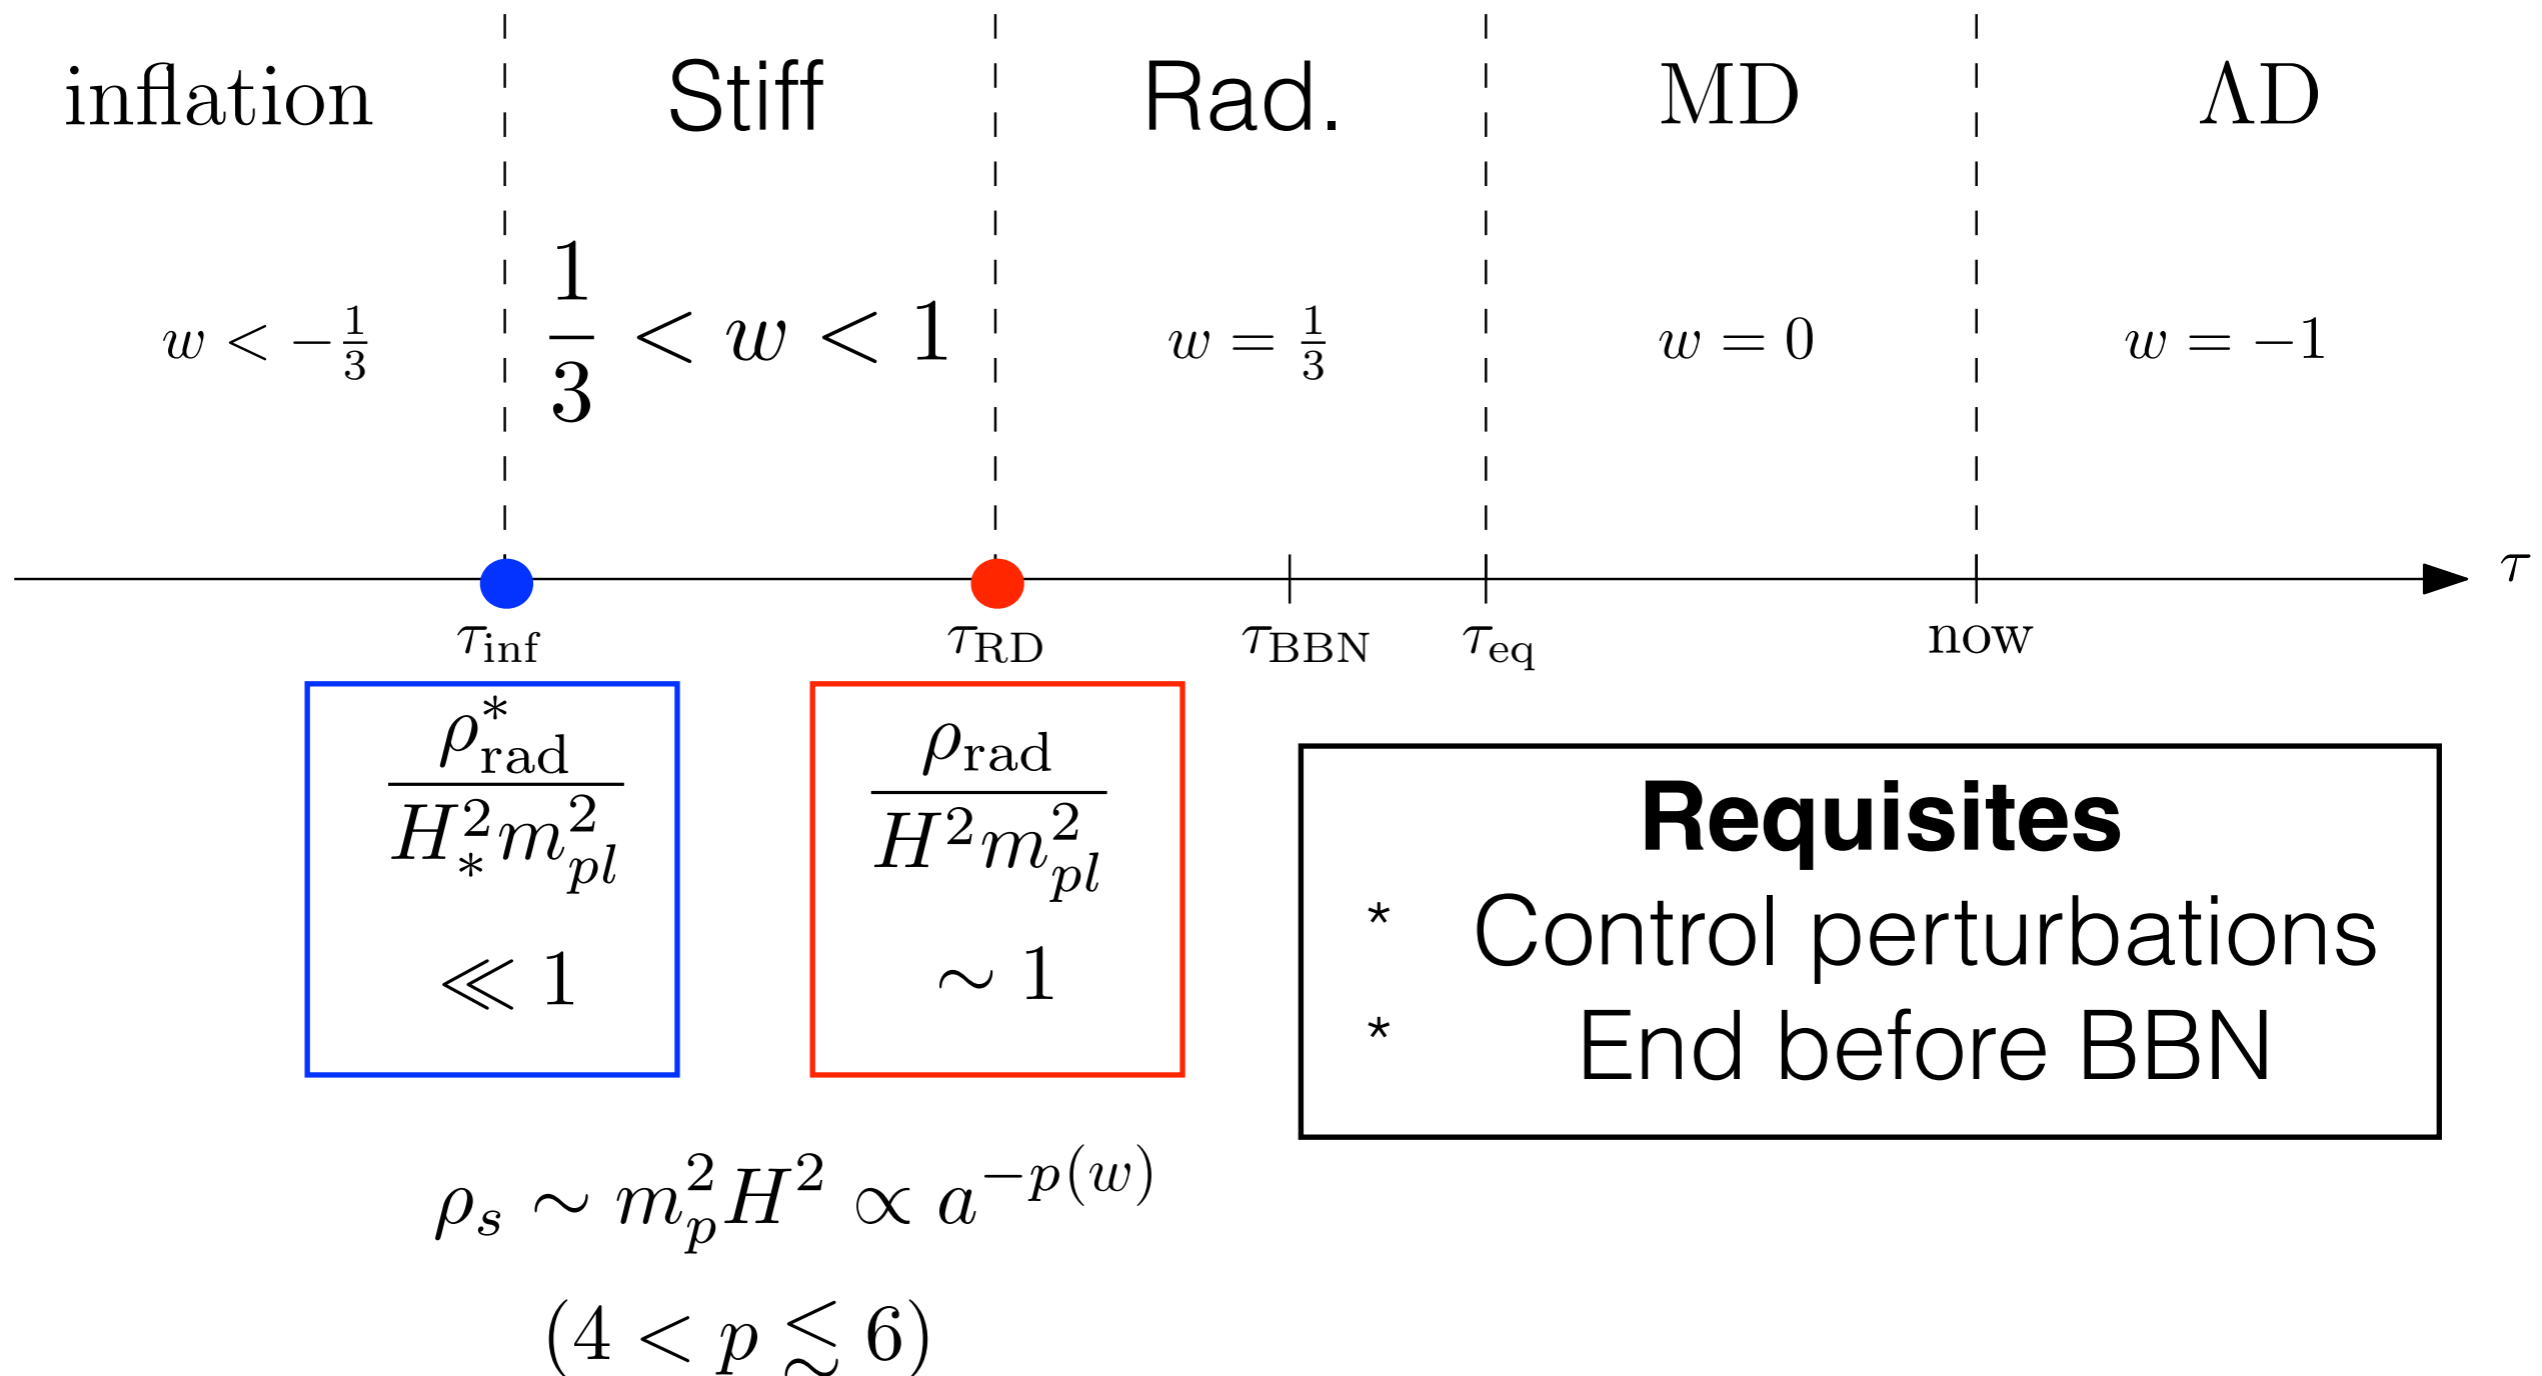 inflation Stiff Rad. MD ΛD
w < −1/3 1/3 < w < 1 w = 1/3 w = 0 w = −1
τ
τ_inf τ_RD τ_BBN τ_eq now
ρ*_rad / H²_* m²_pl
≪ 1
ρ_rad / H² m²_pl
∼ 1
Requisites
* Control perturbations
* End before BBN
ρ_s ∼ m²_p H² ∝ a^{−p(w)}
(4 < p ≲ 6)